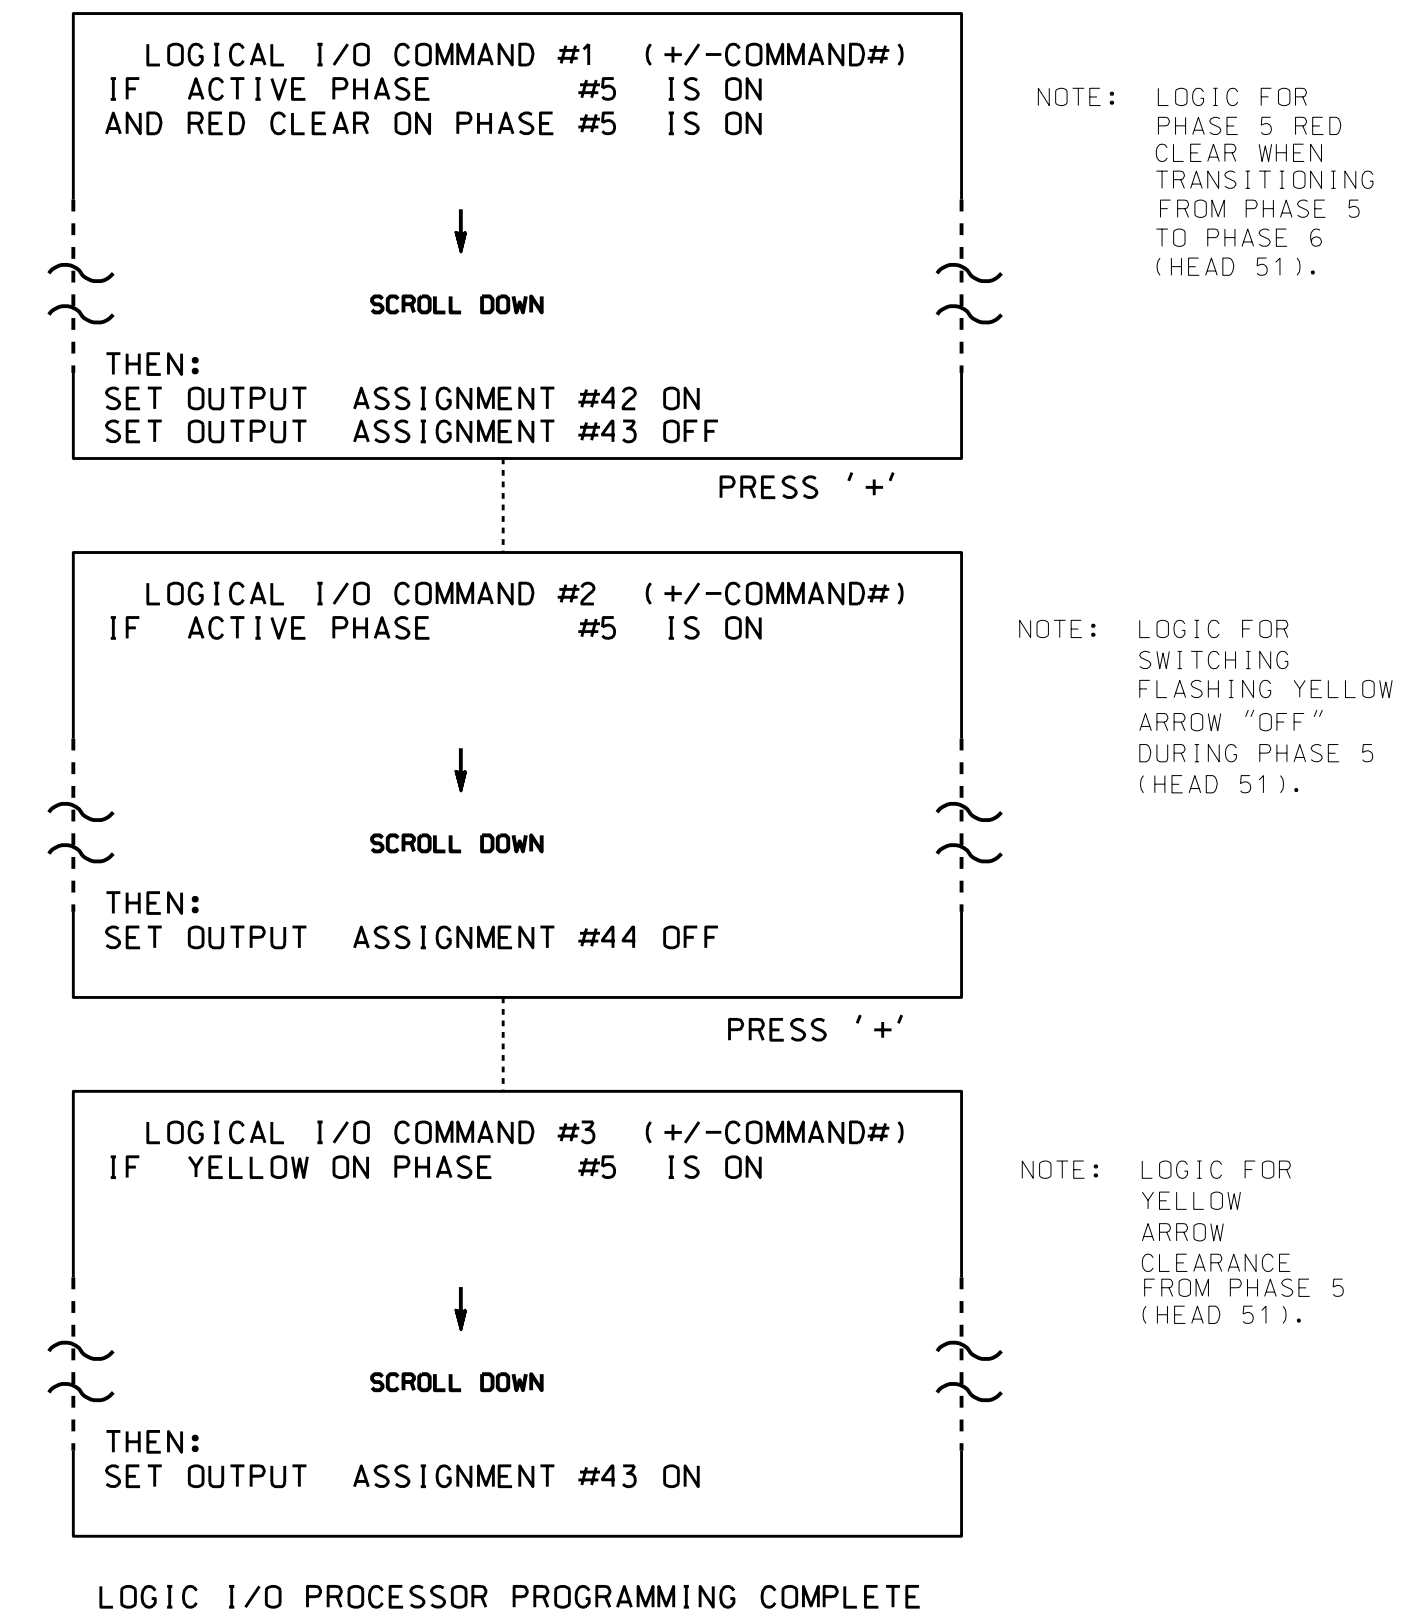 LOGICAL I/O COMMAND #1 (+/-COMMAND#)
IF ACTIVE PHASE #5 IS ON
AND RED CLEAR ON PHASE #5 IS ON
SCROLL DOWN
THEN:
SET OUTPUT ASSIGNMENT #42 ON
SET OUTPUT ASSIGNMENT #43 OFF
NOTE: LOGIC FOR
PHASE 5 RED
CLEAR WHEN
TRANSITIONING
FROM PHASE 5
TO PHASE 6
(HEAD 51).
PRESS '+'
LOGICAL I/O COMMAND #2 (+/-COMMAND#)
IF ACTIVE PHASE #5 IS ON
SCROLL DOWN
THEN:
SET OUTPUT ASSIGNMENT #44 OFF
NOTE: LOGIC FOR
SWITCHING
FLASHING YELLOW
ARROW "OFF"
DURING PHASE 5
(HEAD 51).
PRESS '+'
LOGICAL I/O COMMAND #3 (+/-COMMAND#)
IF YELLOW ON PHASE #5 IS ON
SCROLL DOWN
THEN:
SET OUTPUT ASSIGNMENT #43 ON
NOTE: LOGIC FOR
YELLOW
ARROW
CLEARANCE
FROM PHASE 5
(HEAD 51).
LOGIC I/O PROCESSOR PROGRAMMING COMPLETE